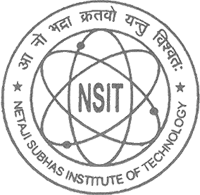 आ नो भद्राः क्रतवो यन्तु विश्वतः
NSIT
NETAJI SUBHAS INSTITUTE OF TECHNOLOGY